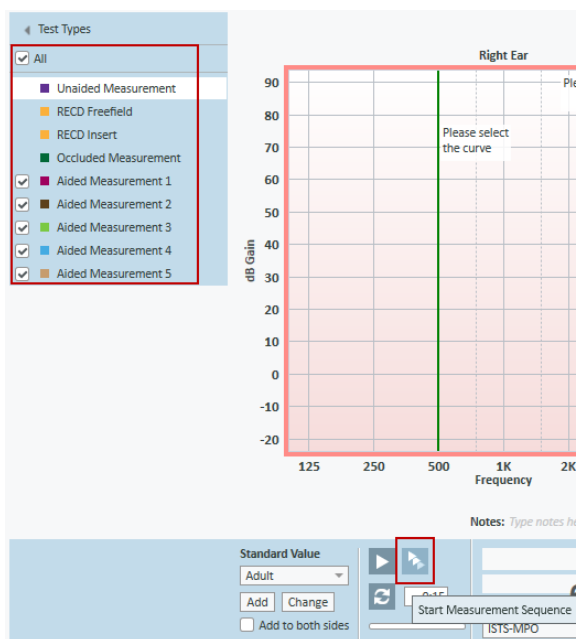 Test Types
All
Unaided Measurement
RECD Freefield
RECD Insert
Occluded Measurement
Aided Measurement 1
Aided Measurement 2
Aided Measurement 3
Aided Measurement 4
Aided Measurement 5
Right Ear
Please select
the curve
dB Gain
90
80
70
60
50
40
30
20
10
0
-10
-20
125 250 500 1K 2K
Frequency
Notes: Type notes
Standard Value
Adult
Add Change
Add to both sides
Start Measurement Sequence
ISTS-MPO